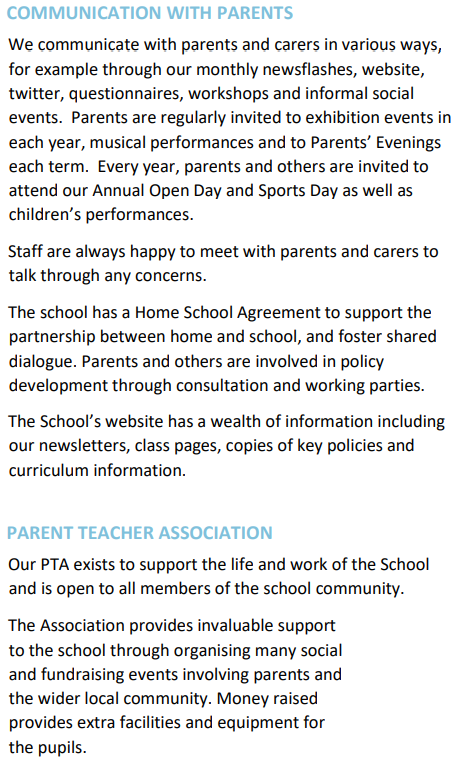 COMMUNICATION WITH PARENTS
We communicate with parents and carers in various ways,
for example through our monthly newsflashes, website,
twitter, questionnaires, workshops and informal social
events.  Parents are regularly invited to exhibition events in
each year, musical performances and to Parents’ Evenings
each term.  Every year, parents and others are invited to
attend our Annual Open Day and Sports Day as well as
children’s performances.
Staff are always happy to meet with parents and carers to
talk through any concerns.
The school has a Home School Agreement to support the
partnership between home and school, and foster shared
dialogue. Parents and others are involved in policy
development through consultation and working parties.
The School’s website has a wealth of information including
our newsletters, class pages, copies of key policies and
curriculum information.
PARENT TEACHER ASSOCIATION
Our PTA exists to support the life and work of the School
and is open to all members of the school community.
The Association provides invaluable support
to the school through organising many social
and fundraising events involving parents and
the wider local community. Money raised
provides extra facilities and equipment for
the pupils.